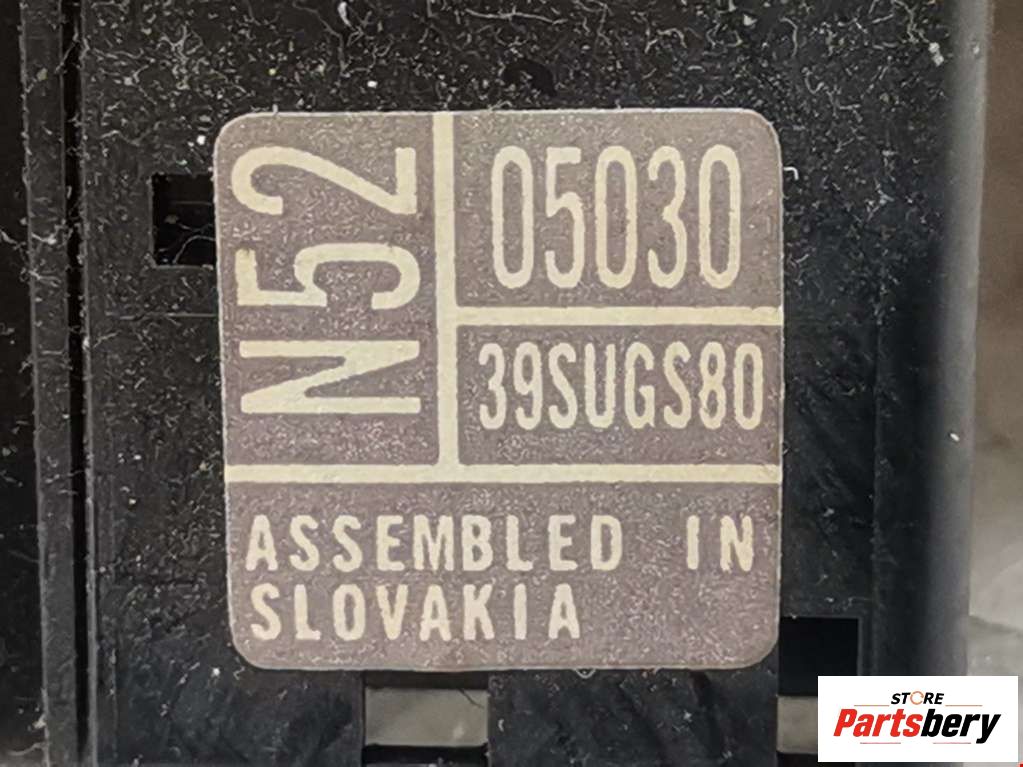 N52
05030
39SUGS80
ASSEMBLED IN
SLOVAKIA
STORE
Partsbery